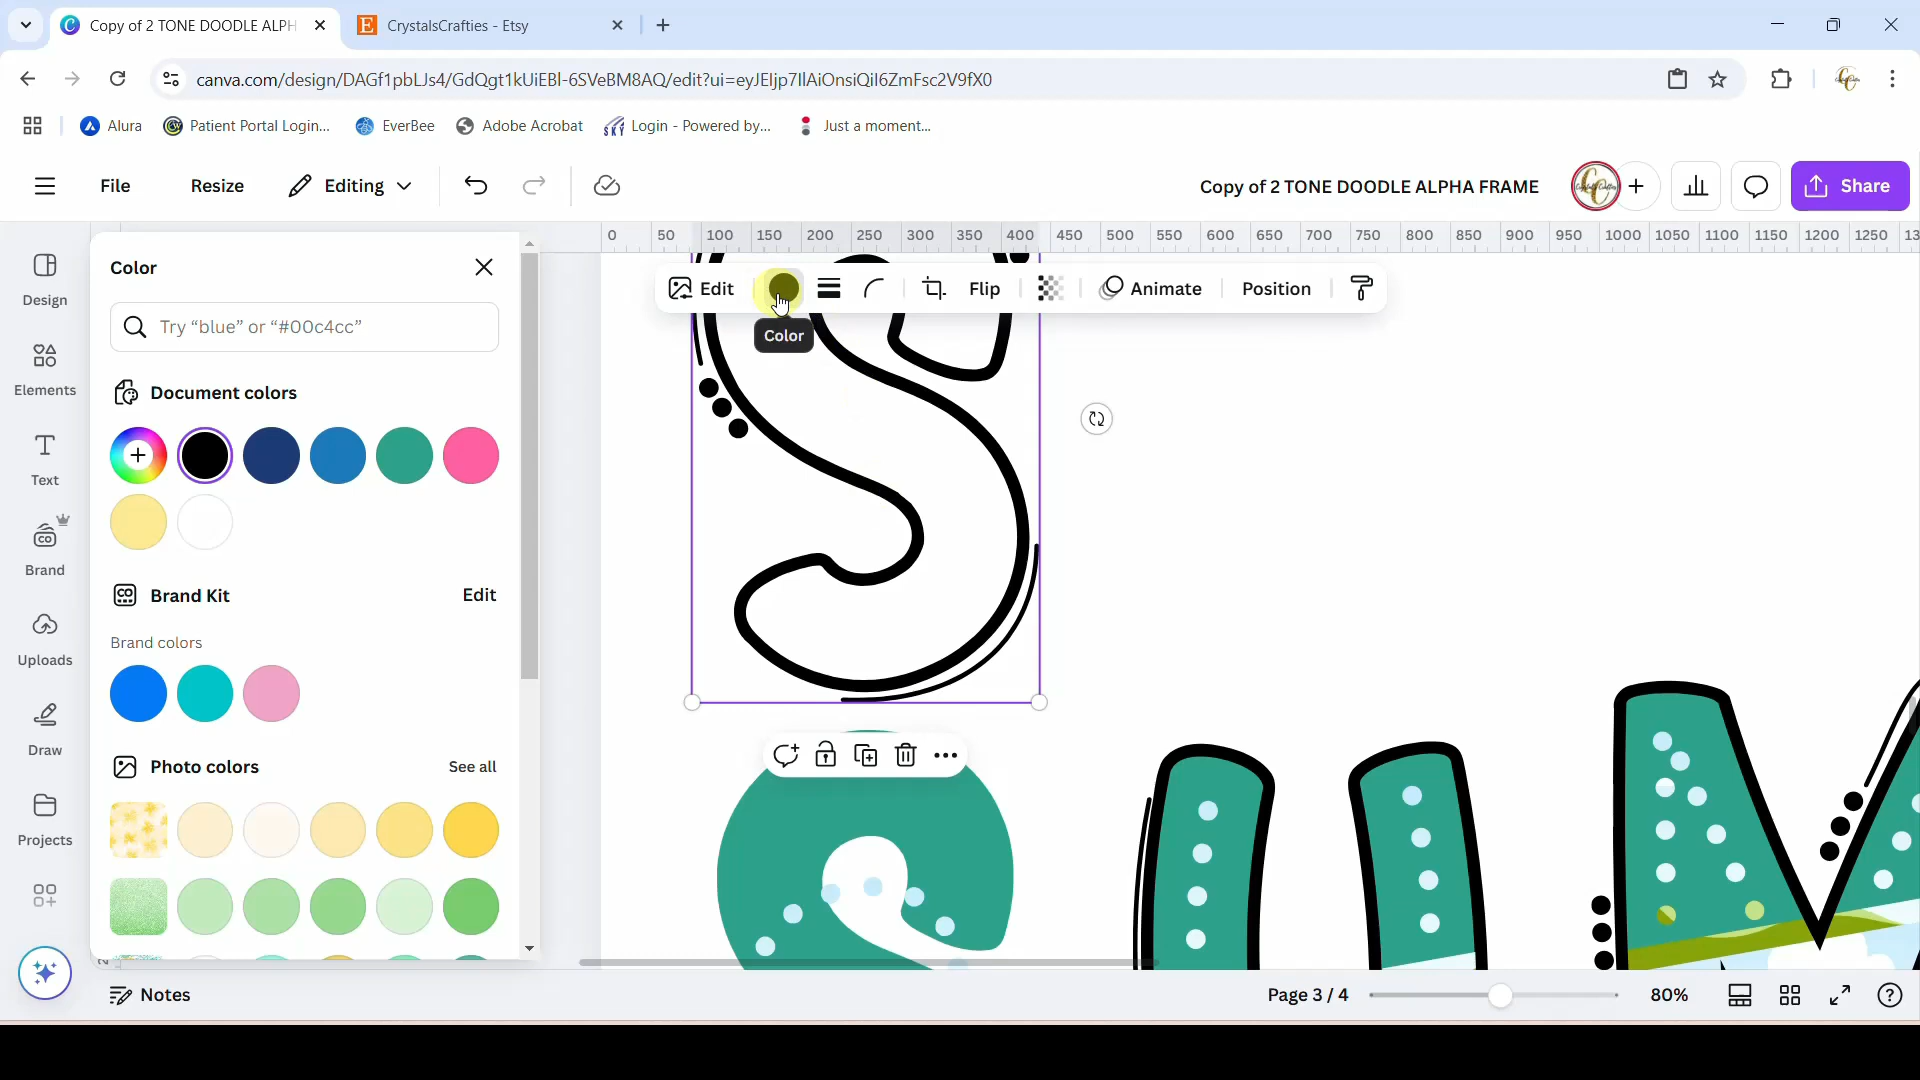 Copy of 2 TONE DOODLE ALPH
CrystalsCrafties - Etsy
canva.com/design/DAGf1pbLJs4/GdQgt1kUiEBl-6SVeBM8AQ/edit?ui=eyJEIjp7IlAiOnsiQiI6ZmFsc2V9fX0
Alura
Patient Portal Login...
EverBee
Adobe Acrobat
Login - Powered by...
Just a moment...
File
Resize
Editing
Copy of 2 TONE DOODLE ALPHA FRAME
Share
0 50 100 150 200 250 300 350 400 450 500 550 600 650 700 750 800 850 900 950 1000 1050 1100 1150 1200 1250 13
Design
Elements
Text
Brand
Uploads
Draw
Projects
Color
Try “blue” or “#00c4cc”
Document colors
Brand Kit
Edit
Brand colors
Photo colors
See all
Edit
Flip
Animate
Position
Color
S
Notes
Page 3 / 4
80%